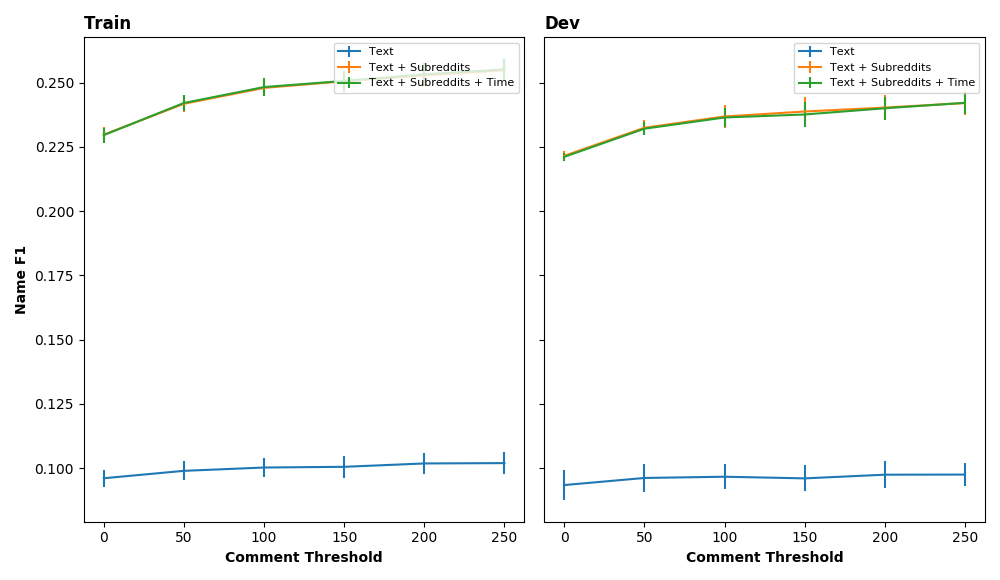 Train
Text
Text + Subreddits
Text + Subreddits + Time
Name F1
0.250
0.225
0.200
0.175
0.150
0.125
0.100
0 50 100 150 200 250
Comment Threshold
Dev
Text
Text + Subreddits
Text + Subreddits + Time
0 50 100 150 200 250
Comment Threshold